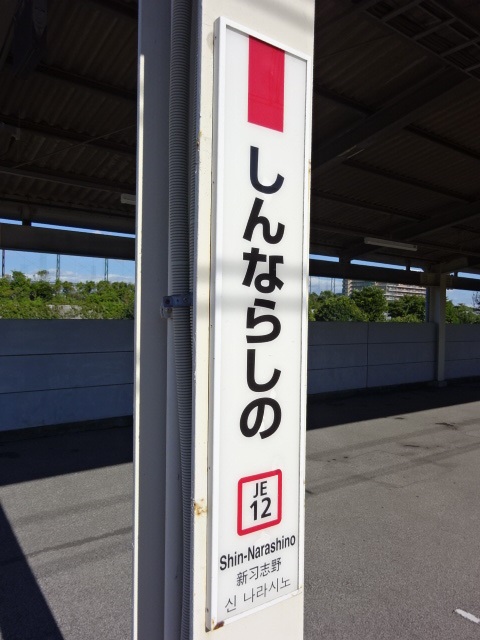 しんならしの
JE
12
Shin-Narashino
新习志野
신 나라시노